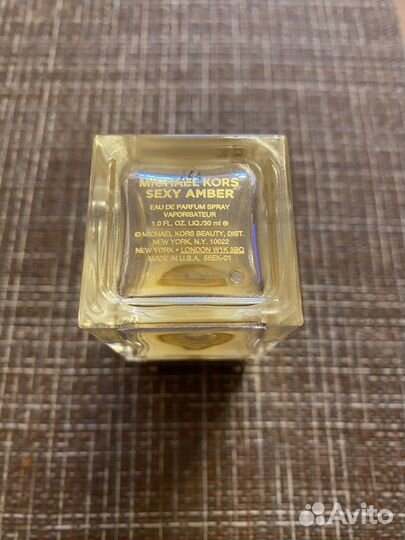 MICHAEL KORS
SEXY AMBER
EAU DE PARFUM SPRAY
VAPORISATEUR
1.0 FL. OZ. LIQ./30 ml ℮
© MICHAEL KORS BEAUTY, DIST.
NEW YORK, N.Y. 10022
NEW YORK • LONDON W1K 3BQ
MADE IN U.S.A. 55EK-01
Avito